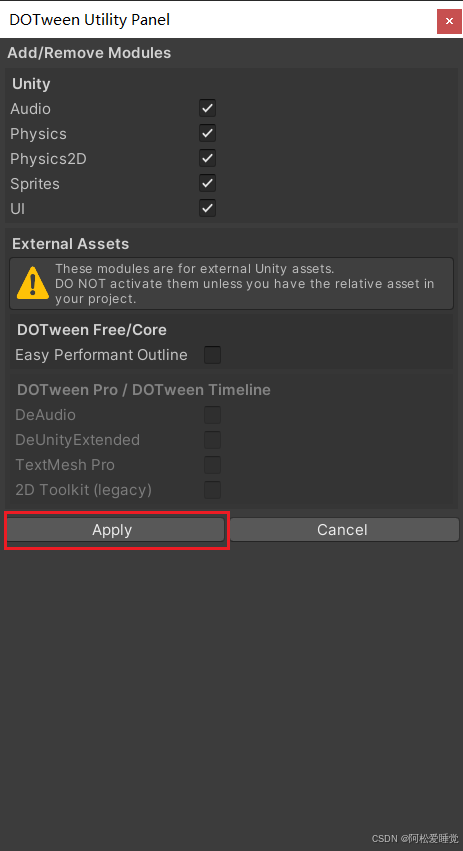 DOTween Utility Panel
Add/Remove Modules
Unity
Audio
Physics
Physics2D
Sprites
UI
External Assets
These modules are for external Unity assets.
DO NOT activate them unless you have the relative asset in
your project.
DOTween Free/Core
Easy Performant Outline
DOTween Pro / DOTween Timeline
DeAudio
DeUnityExtended
TextMesh Pro
2D Toolkit (legacy)
Apply Cancel
CSDN @阿松爱睡觉